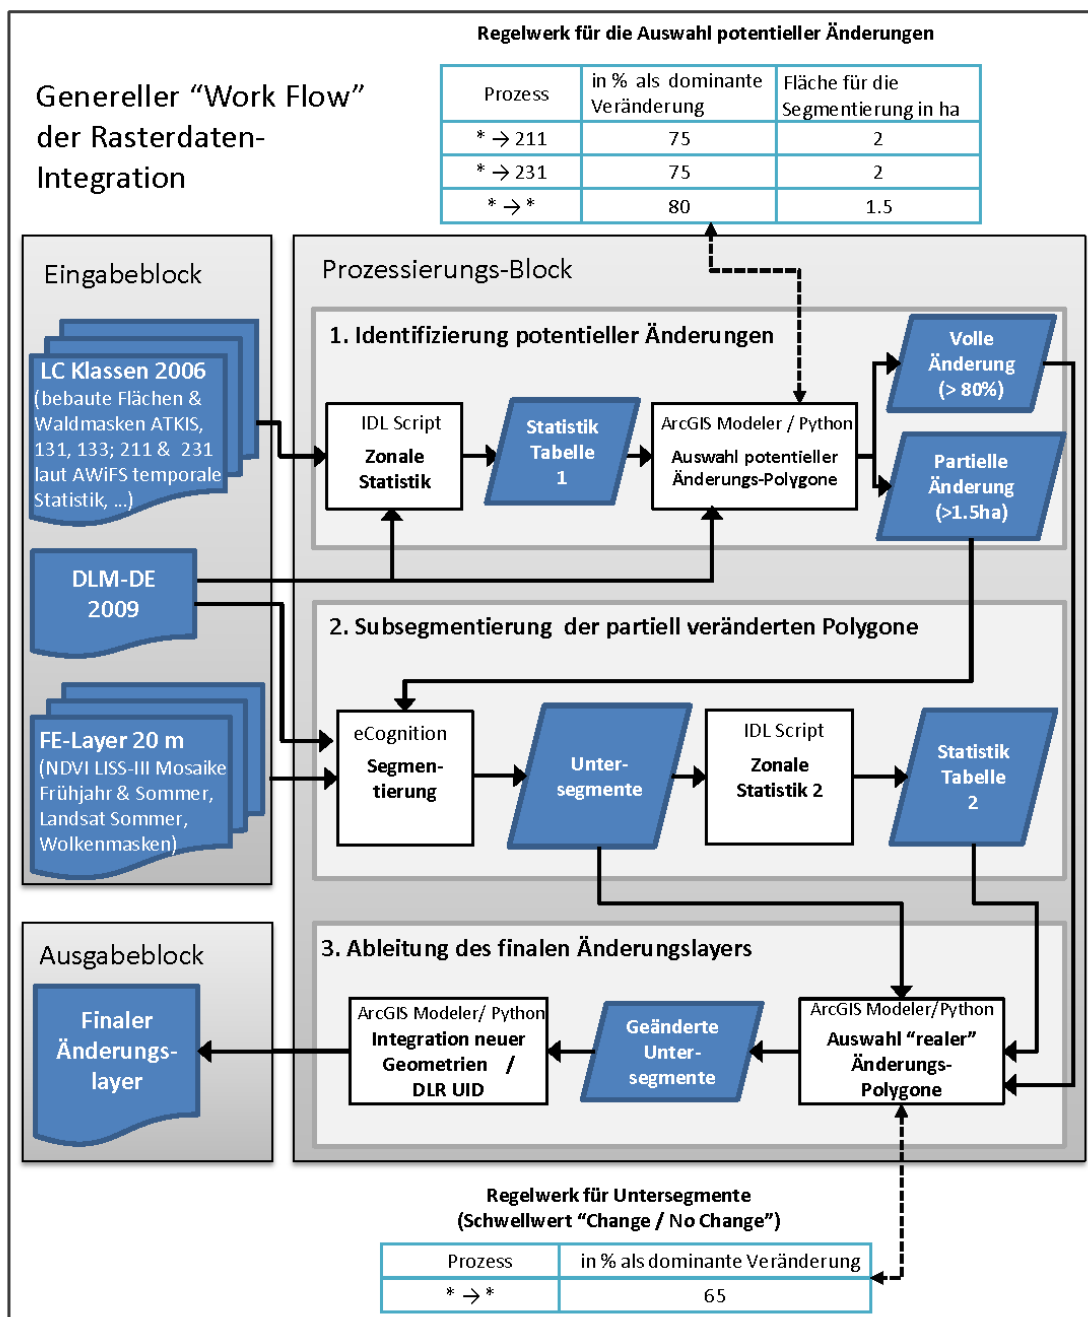 Regelwerk für die Auswahl potentieller Änderungen
Genereller "Work Flow"
der Rasterdaten-
Integration
Prozess
in % als dominante
Veränderung
Fläche für die
Segmentierung in ha
* → 211
75
2
* → 231
75
2
* → *
80
1.5
Eingabeblock
LC Klassen 2006
(bebaute Flächen &
Waldmasken ATKIS,
131, 133; 211 & 231
laut AWiFS temporale
Statistik, ...)
DLM-DE
2009
FE-Layer 20 m
(NDVI LISS-III Mosaike
Frühjahr & Sommer,
Landsat Sommer,
Wolkenmasken)
Prozessierungs-Block
1. Identifizierung potentieller Änderungen
IDL Script
Zonale
Statistik
Statistik
Tabelle
1
ArcGIS Modeler / Python
Auswahl potentieller
Änderungs-Polygone
Volle
Änderung
(> 80%)
Partielle
Änderung
(>1.5ha)
2. Subsegmentierung der partiell veränderten Polygone
eCognition
Segmen-
tierung
Unter-
segmente
IDL Script
Zonale
Statistik 2
Statistik
Tabelle
2
Ausgabeblock
Finaler
Änderungs-
layer
3. Ableitung des finalen Änderungslayers
ArcGIS Modeler/ Python
Integration neuer
Geometrien /
DLR UID
Geänderte
Unter-
segmente
ArcGIS Modeler/Python
Auswahl "realer"
Änderungs-
Polygone
Regelwerk für Untersegmente
(Schwellwert "Change / No Change")
Prozess
in % als dominante Veränderung
* → *
65